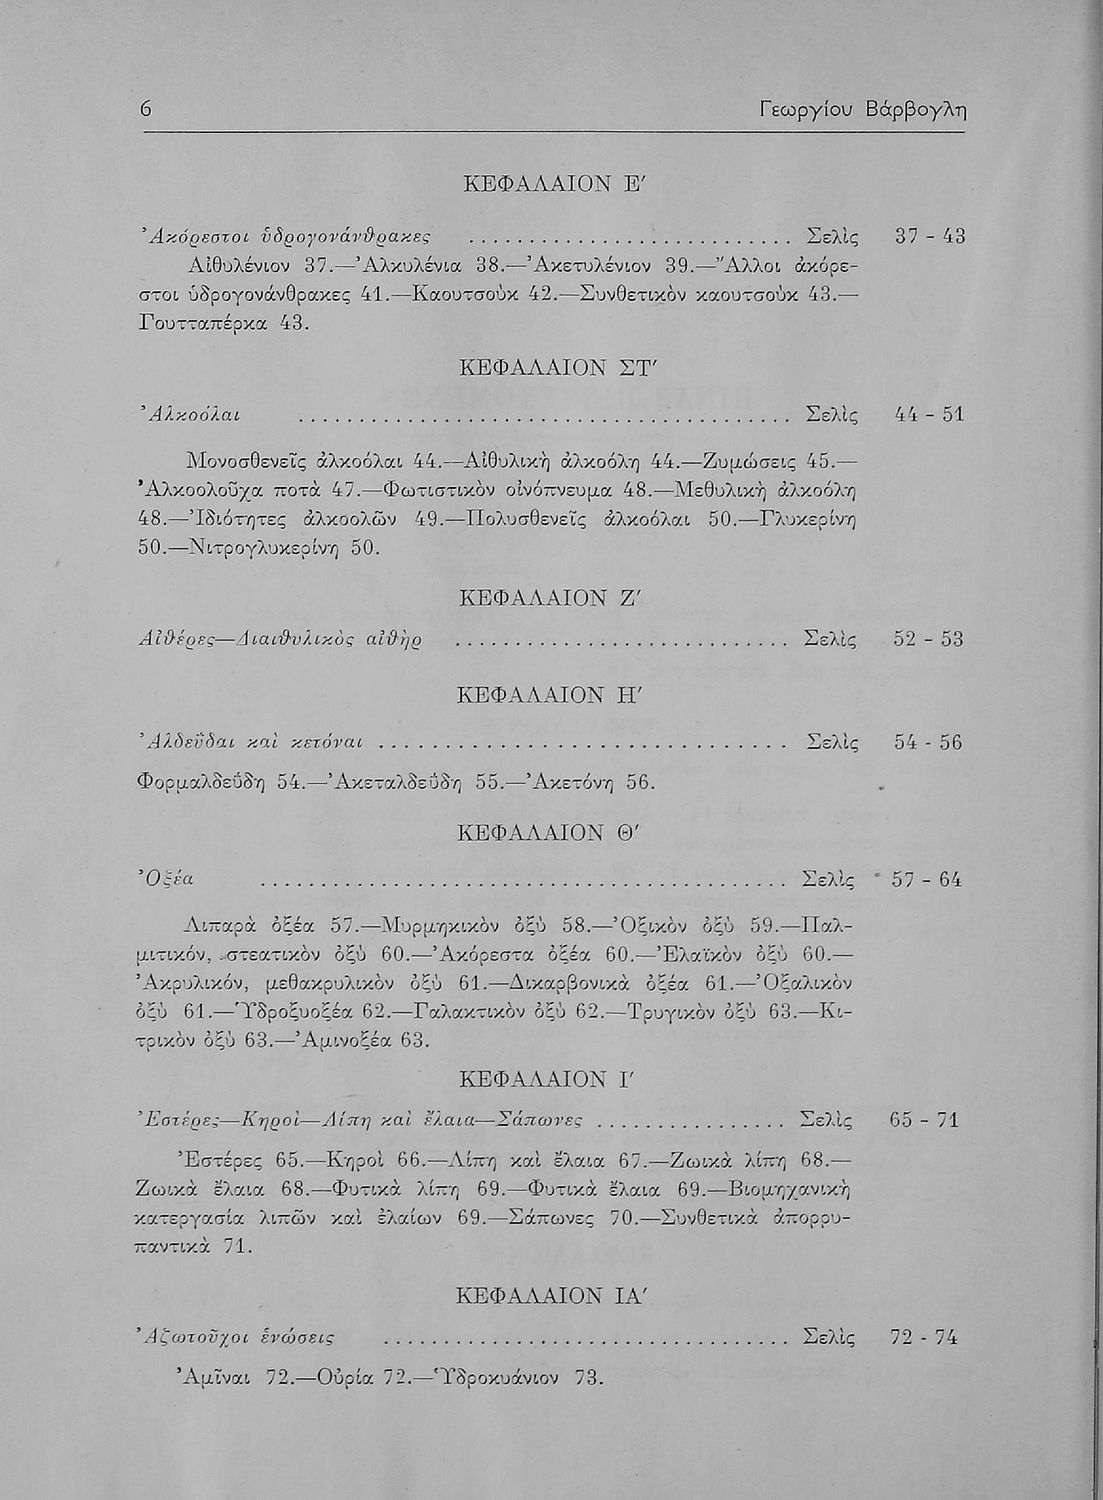 6 Γεωργίου Βάρβογλη
ΚΕΦΑΛΑΙΟΝ Ε′
Ἀκόρεστοι ὑδρογονάνθρακες ........................... Σελὶς 37 - 43
Αἰθυλένιον 37.—Ἀλκυλένια 38.—Ἀκετυλένιον 39.—Ἄλλοι ἀκόρε-
στοι ὑδρογονάνθρακες 41.—Καουτσοὺκ 42.—Συνθετικὸν καουτσοὺκ 43.—
Γουτταπέρκα 43.
ΚΕΦΑΛΑΙΟΝ ΣΤ′
Ἀλκοόλαι ......................................... Σελὶς 44 - 51
Μονοσθενεῖς ἀλκοόλαι 44.—Αἰθυλικὴ ἀλκοόλη 44.—Ζυμώσεις 45.—
Ἀλκοολοῦχα ποτὰ 47.—Φωτιστικὸν οἰνόπνευμα 48.—Μεθυλικὴ ἀλκοόλη
48.—Ἰδιότητες ἀλκοολῶν 49.—Πολυσθενεῖς ἀλκοόλαι 50.—Γλυκερίνη
50.—Νιτρογλυκερίνη 50.
ΚΕΦΑΛΑΙΟΝ Ζ′
Αἰθέρες—Διαιθυλικὸς αἰθὴρ ............................ Σελὶς 52 - 53
ΚΕΦΑΛΑΙΟΝ Η′
Ἀλδεΰδαι καὶ κετόναι .................................. Σελὶς 54 - 56
Φορμαλδεΰδη 54.—Ἀκεταλδεΰδη 55.—Ἀκετόνη 56.
ΚΕΦΑΛΑΙΟΝ Θ′
Ὀξέα ............................................ Σελὶς 57 - 64
Λιπαρὰ ὀξέα 57.—Μυρμηκικὸν ὀξὺ 58.—Ὀξικὸν ὀξὺ 59.—Παλ-
μιτικόν, στεατικὸν ὀξὺ 60.—Ἀκόρεστα ὀξέα 60.—Ἐλαϊκὸν ὀξὺ 60.—
Ἀκρυλικόν, μεθακρυλικὸν ὀξὺ 61.—Δικαρβονικὰ ὀξέα 61.—Ὀξαλικὸν
ὀξὺ 61.—Ὑδροξυοξέα 62.—Γαλακτικὸν ὀξὺ 62.—Τρυγικὸν ὀξὺ 63.—Κι-
τρικὸν ὀξὺ 63.—Ἀμινοξέα 63.
ΚΕΦΑΛΑΙΟΝ Ι′
Ἐστέρες—Κηροὶ—Λίπη καὶ ἔλαια—Σάπωνες ................ Σελὶς 65 - 71
Ἐστέρες 65.—Κηροὶ 66.—Λίπη καὶ ἔλαια 67.—Ζωικὰ λίπη 68.—
Ζωικὰ ἔλαια 68.—Φυτικὰ λίπη 69.—Φυτικὰ ἔλαια 69.—Βιομηχανικὴ
κατεργασία λιπῶν καὶ ἐλαίων 69.—Σάπωνες 70.—Συνθετικὰ ἀπορρυ-
παντικὰ 71.
ΚΕΦΑΛΑΙΟΝ ΙΑ′
Ἀζωτοῦχοι ἑνώσεις .................................. Σελὶς 72 - 74
Ἀμῖναι 72.—Οὐρία 72.—Ὑδροκυάνιον 73.